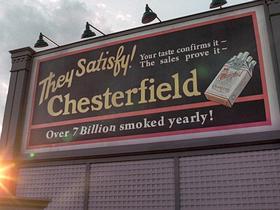 They Satisfy!
Your taste confirms it –
The sales prove it –
Chesterfield
Over 7 Billion smoked yearly!